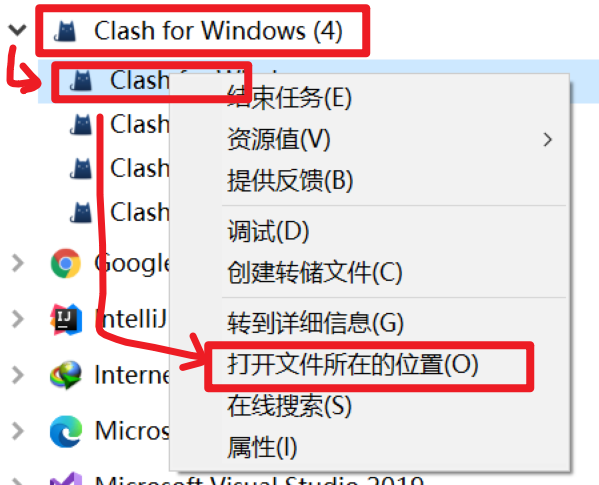 Clash for Windows (4)
Clash for Wind
结束任务(E)
Clash
资源值(V)
Clash
提供反馈(B)
Clash
调试(D)
Google
创建转储文件(C)
IntelliJ
转到详细信息(G)
打开文件所在的位置(O)
Interne
在线搜索(S)
Micros
属性(I)
Microsoft Visual Studio 2019